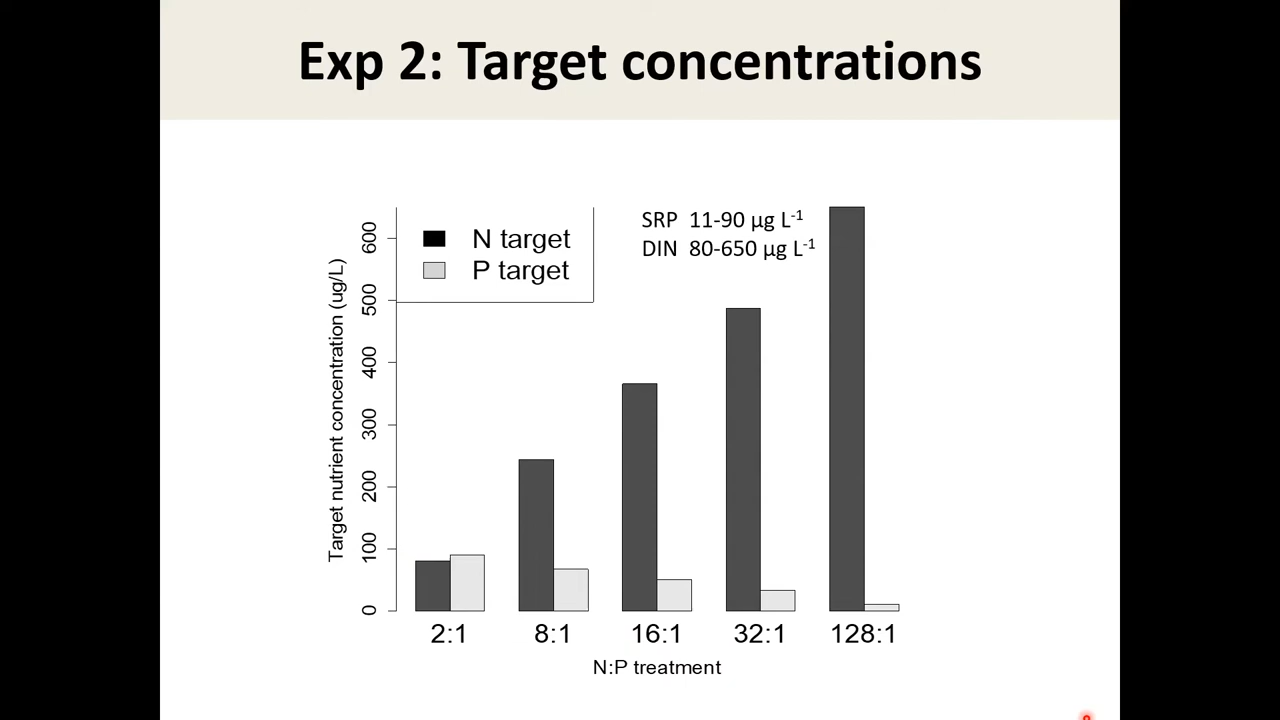 Exp 2: Target concentrations
N target
P target
SRP 11-90 µg L-1
DIN 80-650 µg L-1
Target nutrient concentration (ug/L)
600
500
400
300
200
100
0
2:1 8:1 16:1 32:1 128:1
N:P treatment